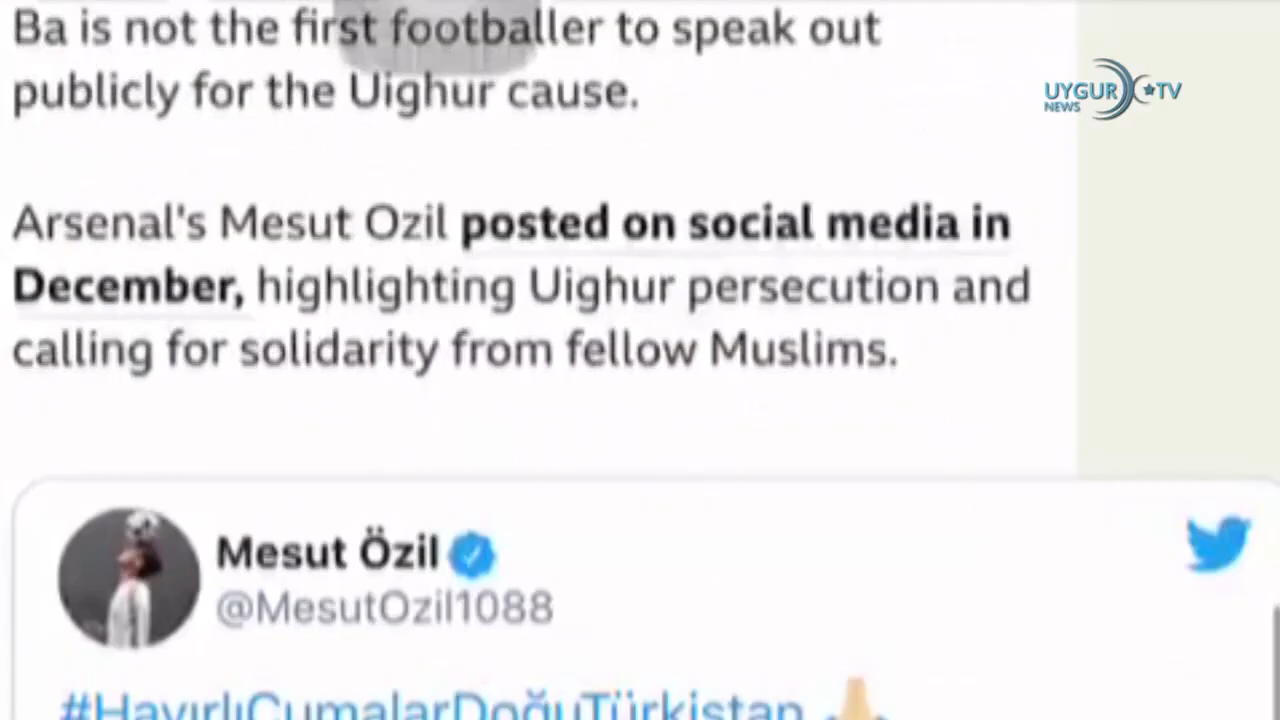 Ba is not the first footballer to speak out
publicly for the Uighur cause.
UYGUR TV
NEWS
Arsenal's Mesut Ozil posted on social media in
December, highlighting Uighur persecution and
calling for solidarity from fellow Muslims.
Mesut Özil
@MesutOzil1088
#HayırlıCumalarDoğuTürkistan